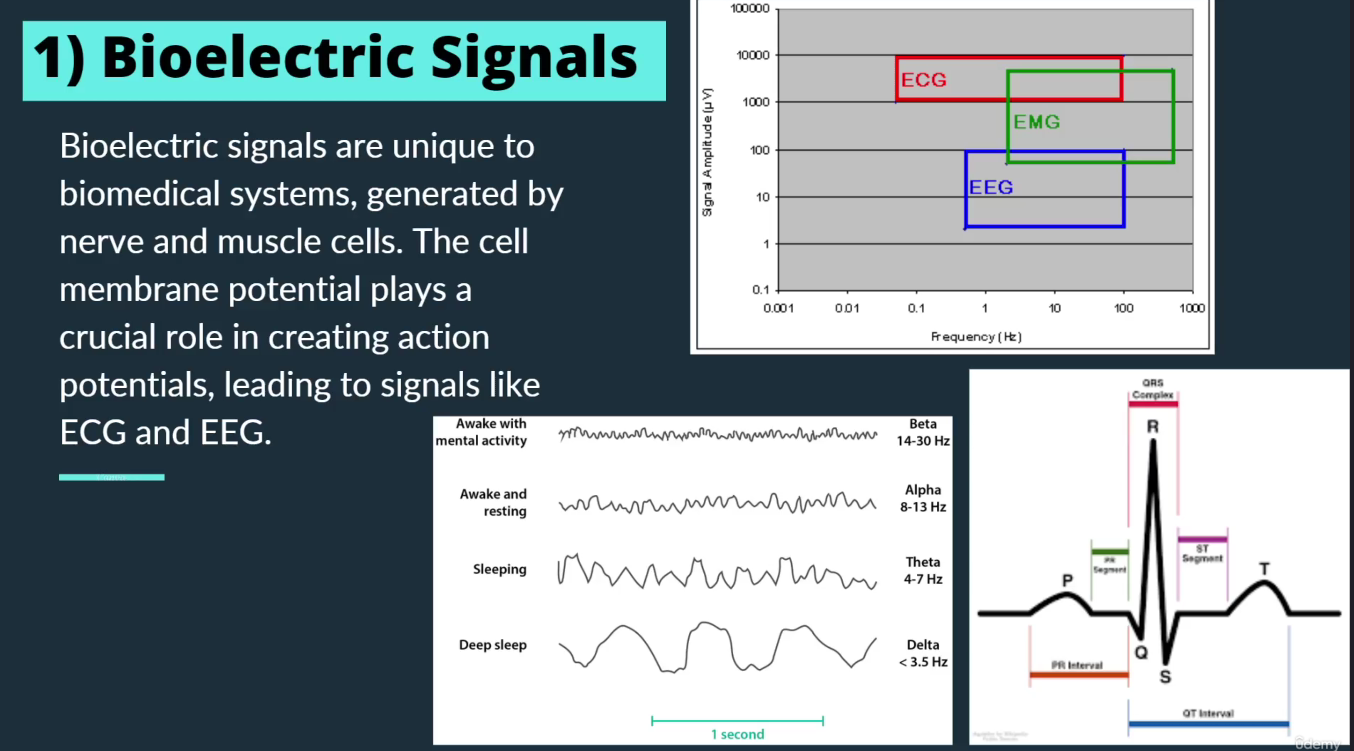 1) Bioelectric Signals
Bioelectric signals are unique to
biomedical systems, generated by
nerve and muscle cells. The cell
membrane potential plays a
crucial role in creating action
potentials, leading to signals like
ECG and EEG.
100000
10000
1000
100
10
1
0.1
Signal Amplitude (µV)
ECG
EMG
EEG
0.001 0.01 0.1 1 10 100 1000
Frequency (Hz)
Awake with
mental activity
Beta
14-30 Hz
Awake and
resting
Alpha
8-13 Hz
Sleeping
Theta
4-7 Hz
Deep sleep
Delta
< 3.5 Hz
1 second
QRS
Complex
R
PR
Segment
ST
Segment
P
T
Q
S
PR Interval
QT Interval
ûdemy